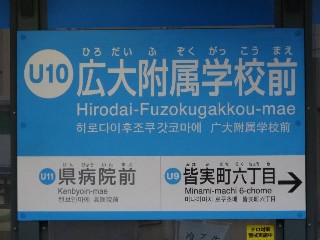 ひろ だい ふ ぞく がっ こう まえ
U10 広大附属学校前
Hirodai-Fuzokugakkou-mae
히로다이후조쿠갓코마에 广大附属学校前
U11 県病院前
Kenbyoin-mae
U9 皆実町六丁目
Minami-machi 6-chome